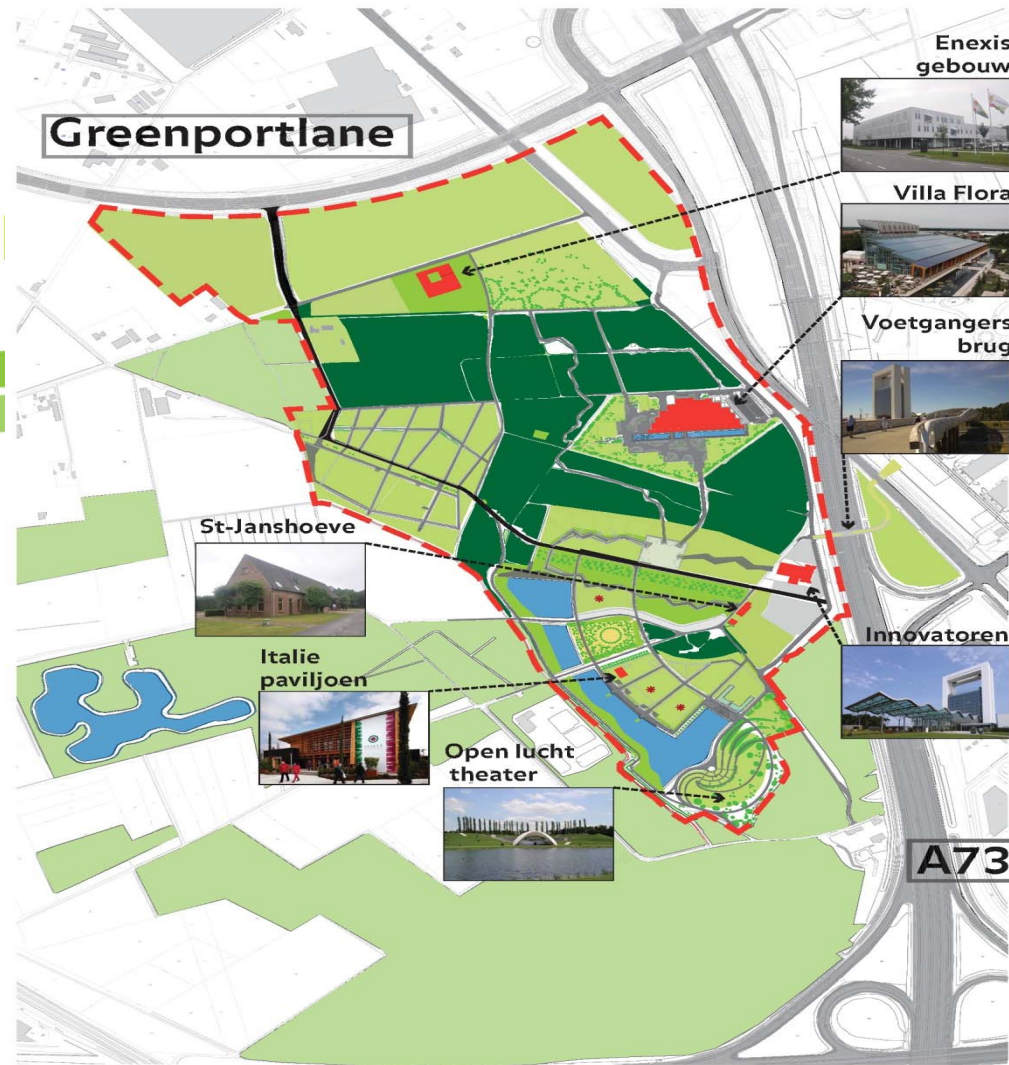 Enexis
gebouw
Greenportlane
Villa Flora
Voetgangers
brug
St-Janshoeve
Innovatoren
Italie
paviljoen
Open lucht
theater
A73